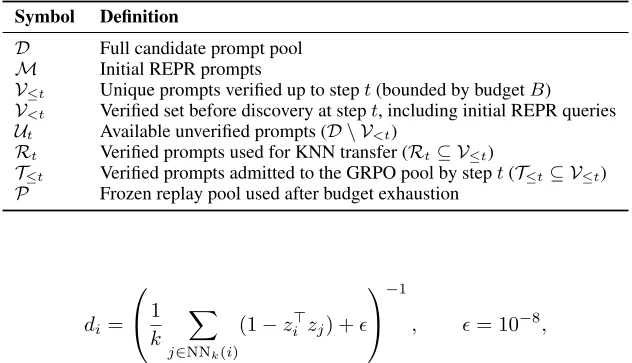 Symbol Definition
𝒟 Full candidate prompt pool
ℳ Initial REPR prompts
𝒱≤t Unique prompts verified up to step t (bounded by budget B)
𝒱<t Verified set before discovery at step t, including initial REPR queries
𝒰t Available unverified prompts (𝒟 \ 𝒱<t)
ℛt Verified prompts used for KNN transfer (ℛt ⊆ 𝒱≤t)
𝒯≤t Verified prompts admitted to the GRPO pool by step t (𝒯≤t ⊆ 𝒱≤t)
𝒫 Frozen replay pool used after budget exhaustion
d_i = ( 1/k ∑_{j∈NN_k(i)} (1 − z_i^⊤ z_j) + ϵ )^{−1}, ϵ = 10^{−8},